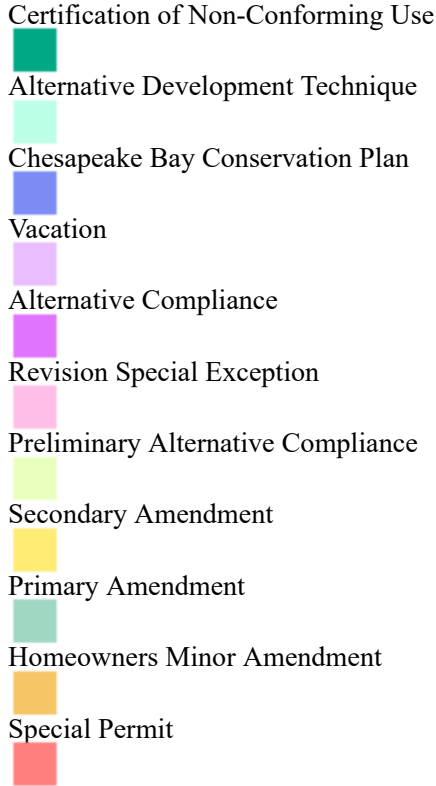 Certification of Non-Conforming Use
Alternative Development Technique
Chesapeake Bay Conservation Plan
Vacation
Alternative Compliance
Revision Special Exception
Preliminary Alternative Compliance
Secondary Amendment
Primary Amendment
Homeowners Minor Amendment
Special Permit